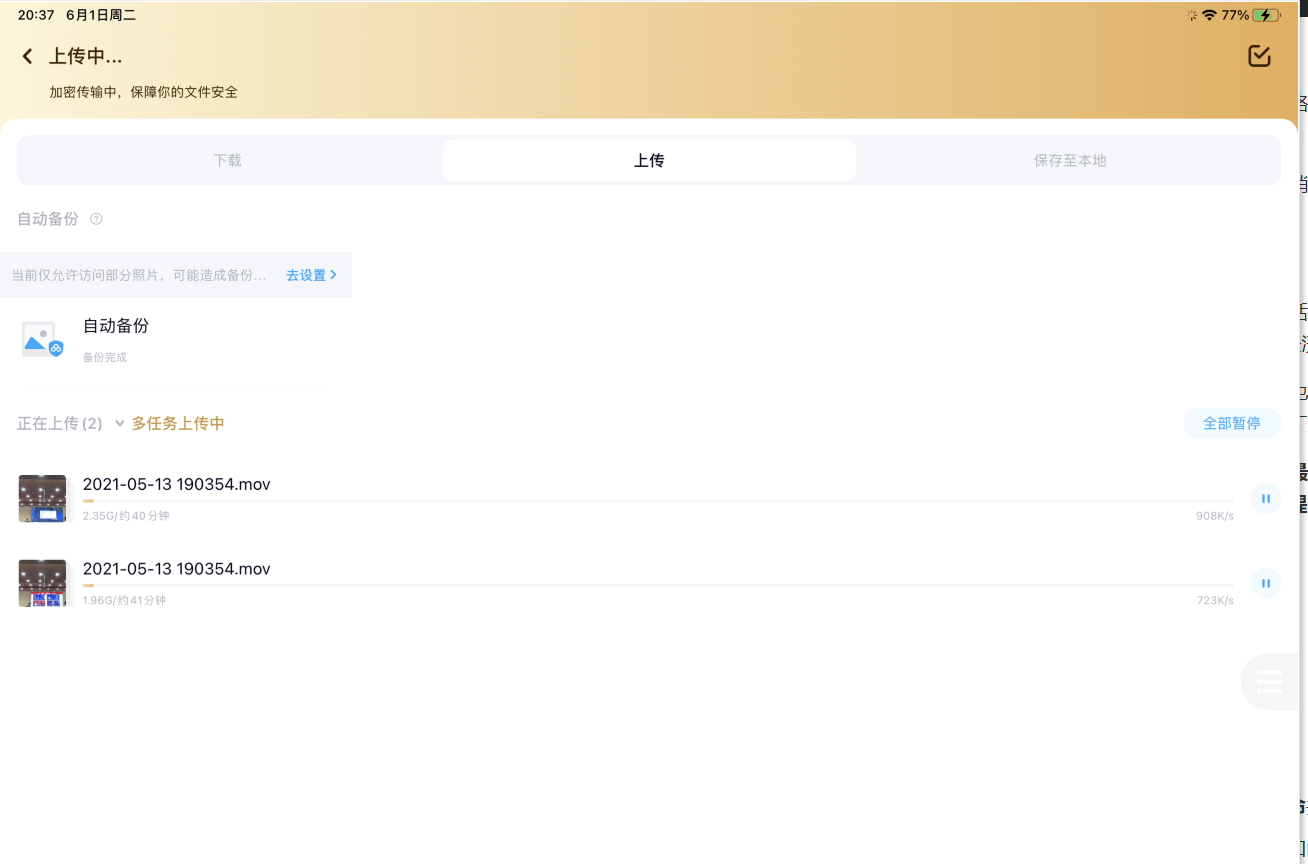 20:37 6月1日周二
77%
上传中...
加密传输中，保障你的文件安全
下载
上传
保存至本地
自动备份 ?
当前仅允许访问部分照片，可能造成备份... 去设置
自动备份
备份完成
正在上传(2) 多任务上传中
全部暂停
2021-05-13 190354.mov
2.35G/约40分钟
908K/s
2021-05-13 190354.mov
1.96G/约41分钟
723K/s